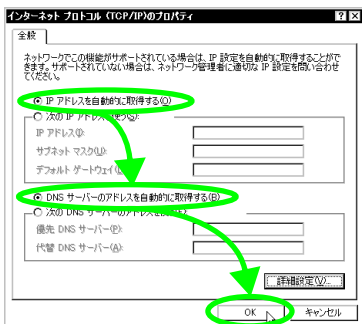 インターネット プロトコル (TCP/IP)のプロパティ
全般
ネットワークでこの機能がサポートされている場合は、IP 設定を自動的に取得することがで
きます。サポートされていない場合は、ネットワーク管理者に適切な IP 設定を問い合わせ
てください。
IP アドレスを自動的に取得する(O)
次の IP アドレスを使う(S):
IP アドレス(I):
サブネット マスク(U):
デフォルト ゲートウェイ
DNS サーバーのアドレスを自動的に取得する(B)
次の DNS サーバーのアドレスを
優先 DNS サーバー(P):
代替 DNS サーバー(A):
詳細設定(V)...
OK
キャンセル